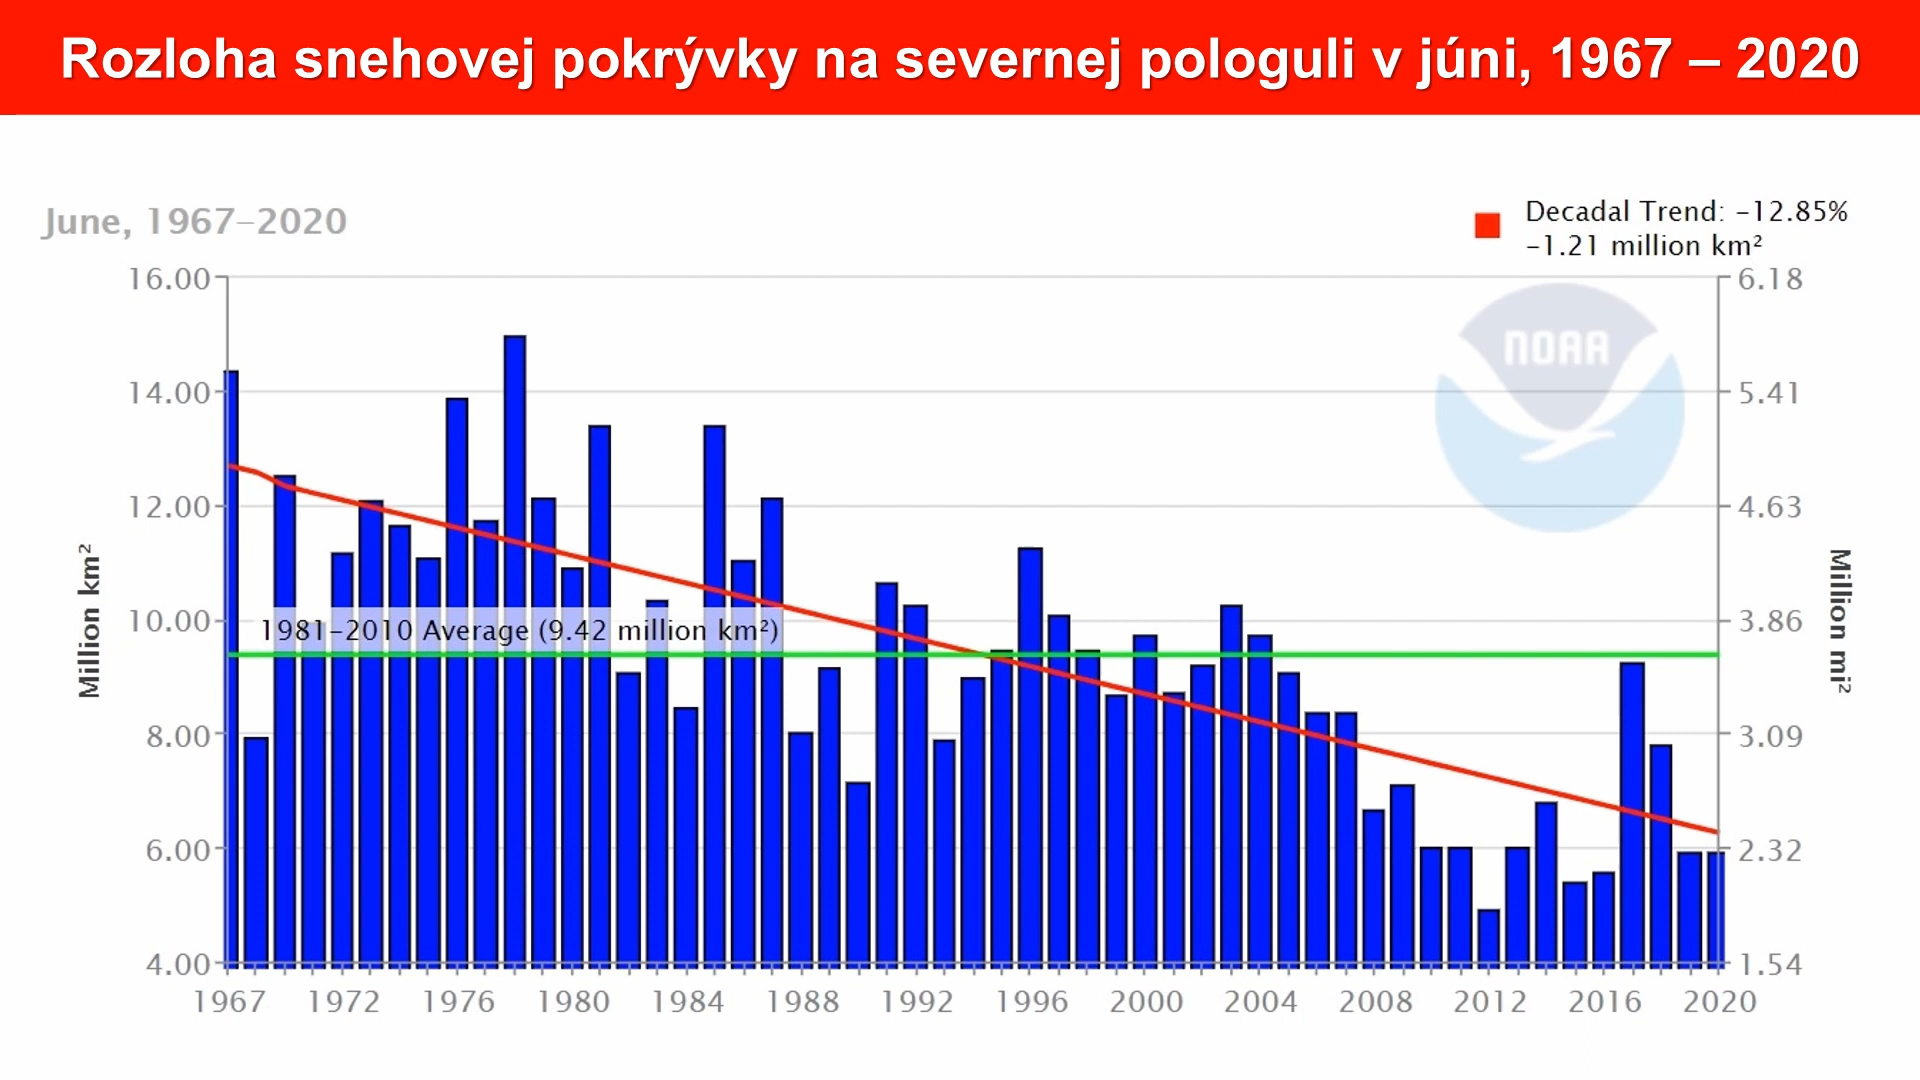 Rozloha snehovej pokrývky na severnej pologuli v júni, 1967 – 2020
June, 1967–2020
Decadal Trend: -12.85%
-1.21 million km²
16.00
14.00
12.00
10.00
8.00
6.00
4.00
Million km²
NOAA
1981-2010 Average (9.42 million km²)
6.18
5.41
4.63
3.86
3.09
2.32
1.54
Million mi²
1967 1972 1976 1980 1984 1988 1992 1996 2000 2004 2008 2012 2016 2020